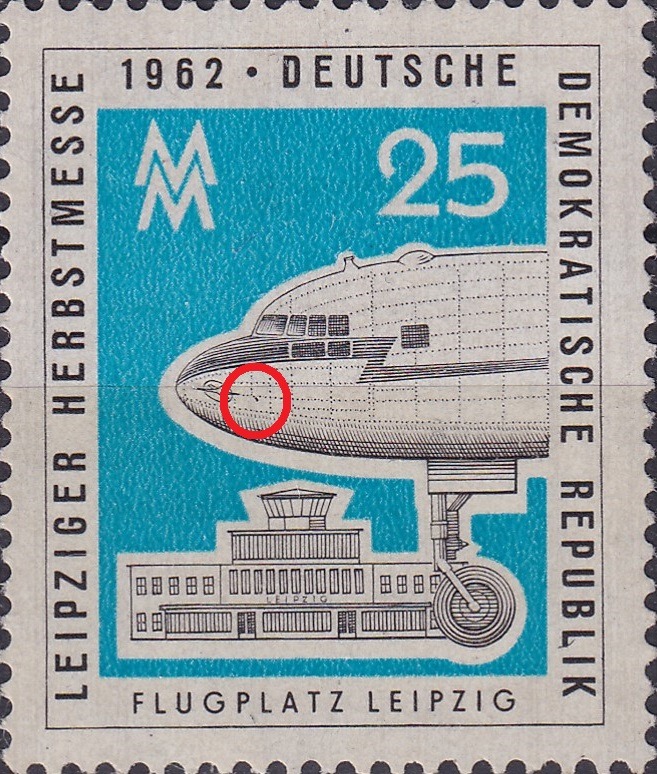 1962 • DEUTSCHE
DEMOKRATISCHE REPUBLIK
LEIPZIGER HERBSTMESSE
MM
25
LEIPZIG
FLUGPLATZ LEIPZIG